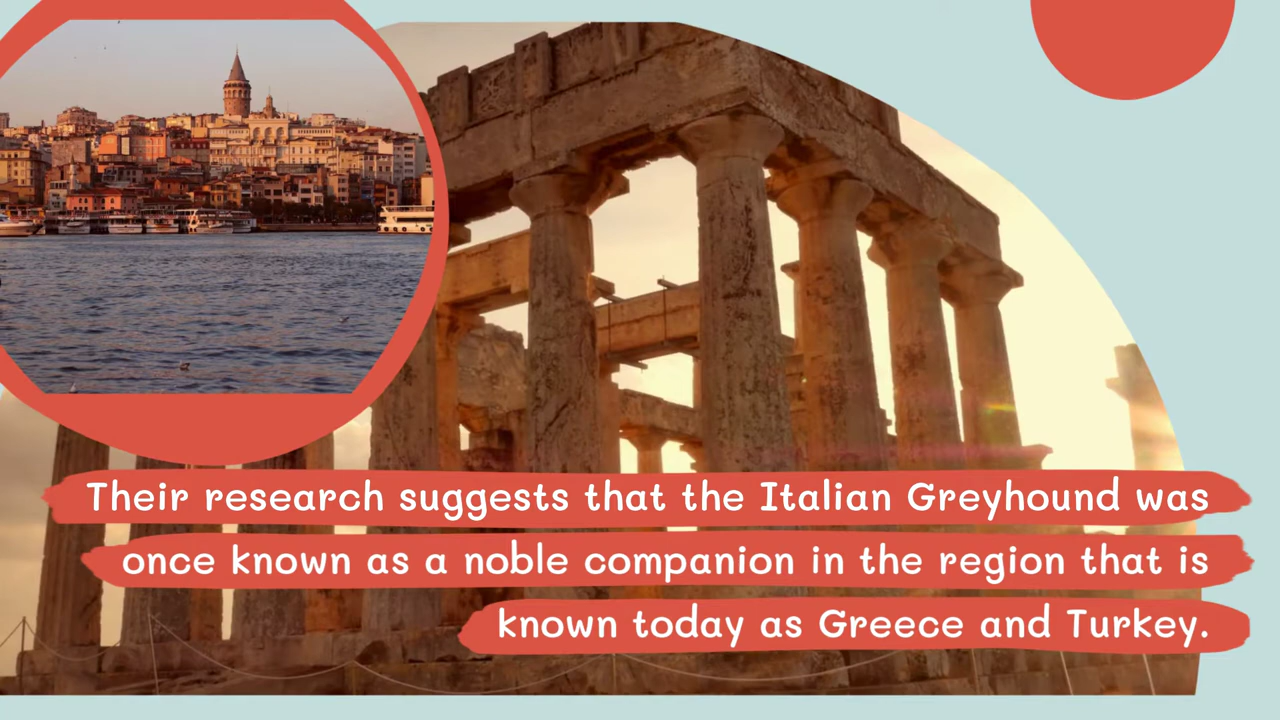 Their research suggests that the Italian Greyhound was
once known as a noble companion in the region that is
known today as Greece and Turkey.